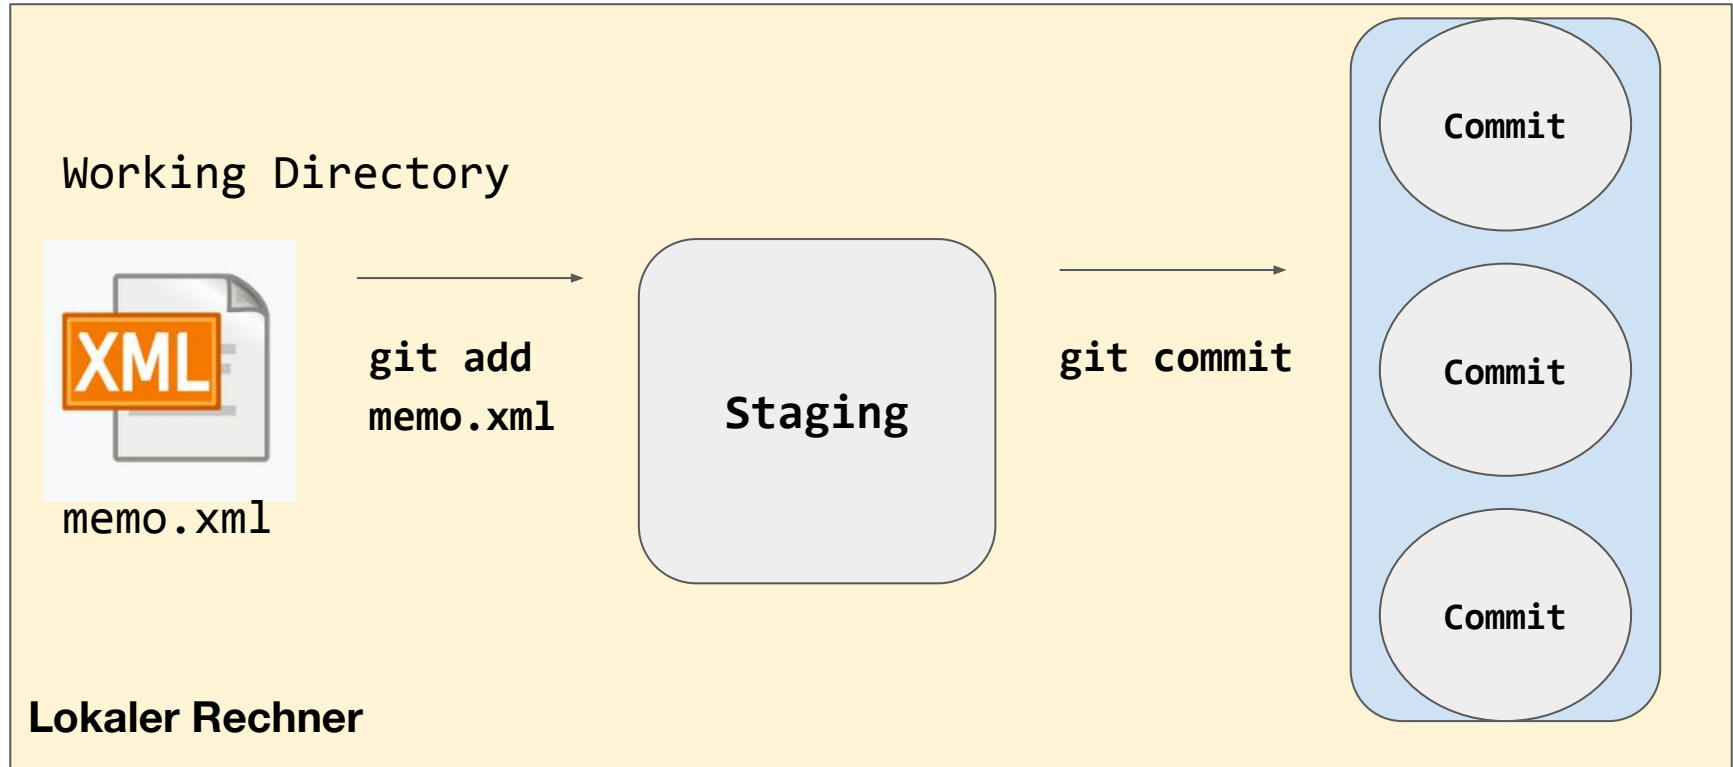 Working Directory
XML
memo.xml
git add
memo.xml
Staging
git commit
Commit
Commit
Commit
Lokaler Rechner